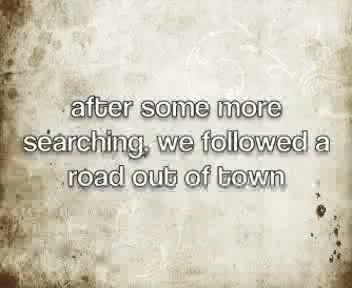 after some more
searching, we followed a
road out of town